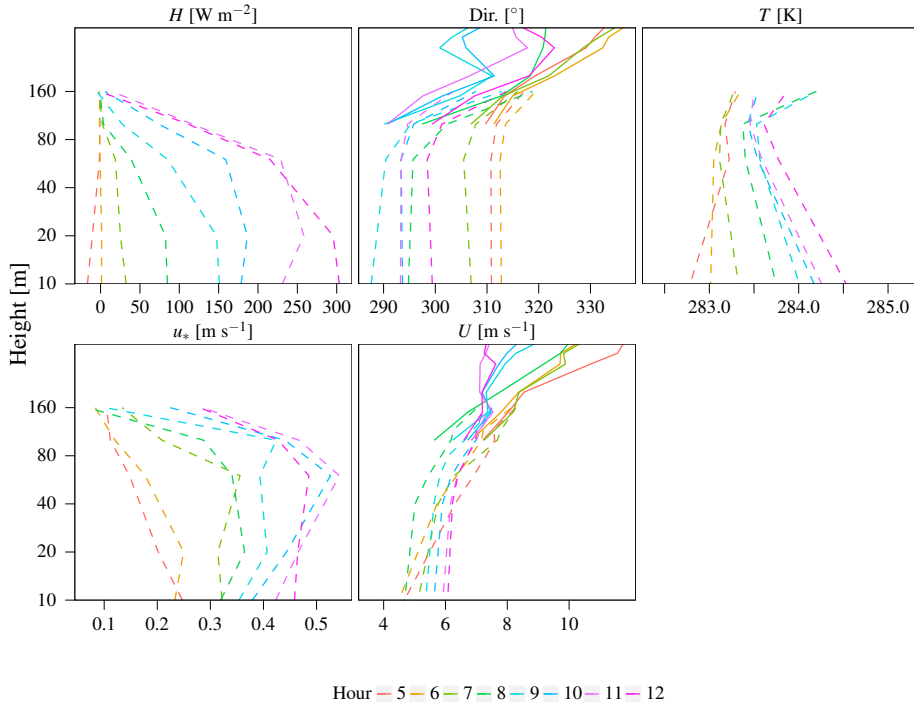 H [W m−2] Dir. [°] T [K]
160
80
40
20
10
0 50 100 150 200 250 300 290 300 310 320 330 283.0 284.0 285.0
u* [m s−1] U [m s−1]
160
80
40
20
10
0.1 0.2 0.3 0.4 0.5 4 6 8 10
Height [m]
Hour 5 6 7 8 9 10 11 12